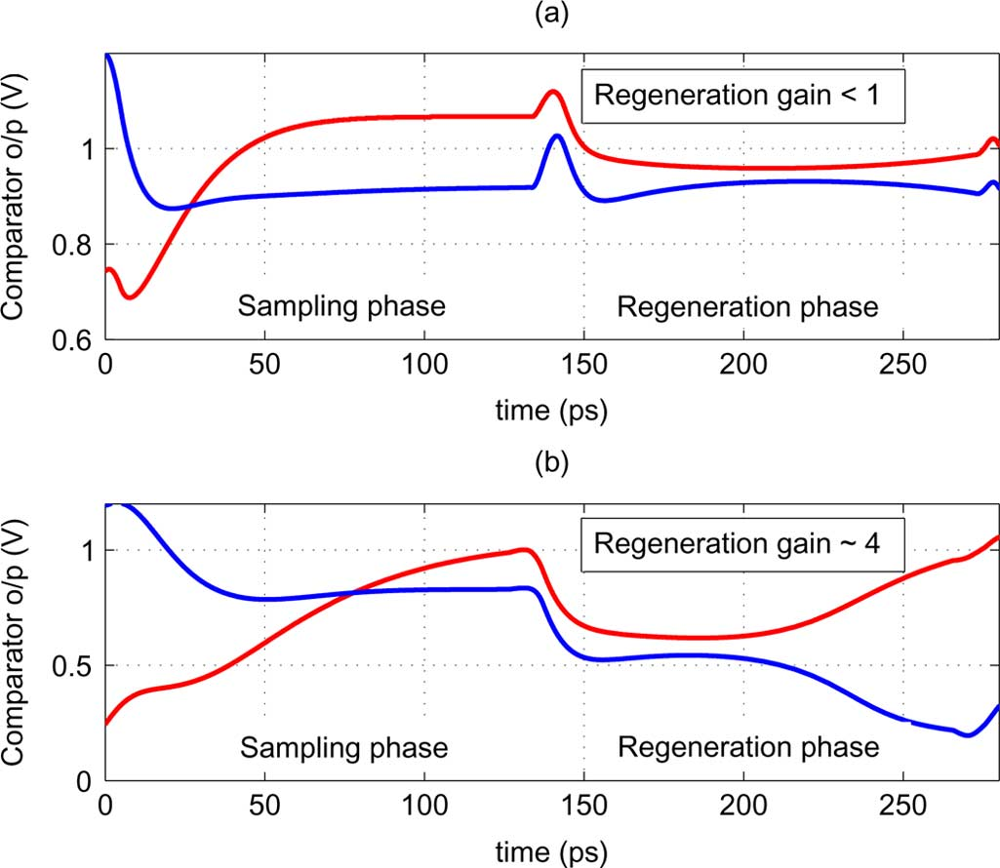 (a)
Comparator o/p (V)
Regeneration gain < 1
1
0.8
0.6
Sampling phase
Regeneration phase
0
50
100
150
200
250
time (ps)
(b)
Comparator o/p (V)
Regeneration gain ~ 4
1
0.5
0
Sampling phase
Regeneration phase
0
50
100
150
200
250
time (ps)